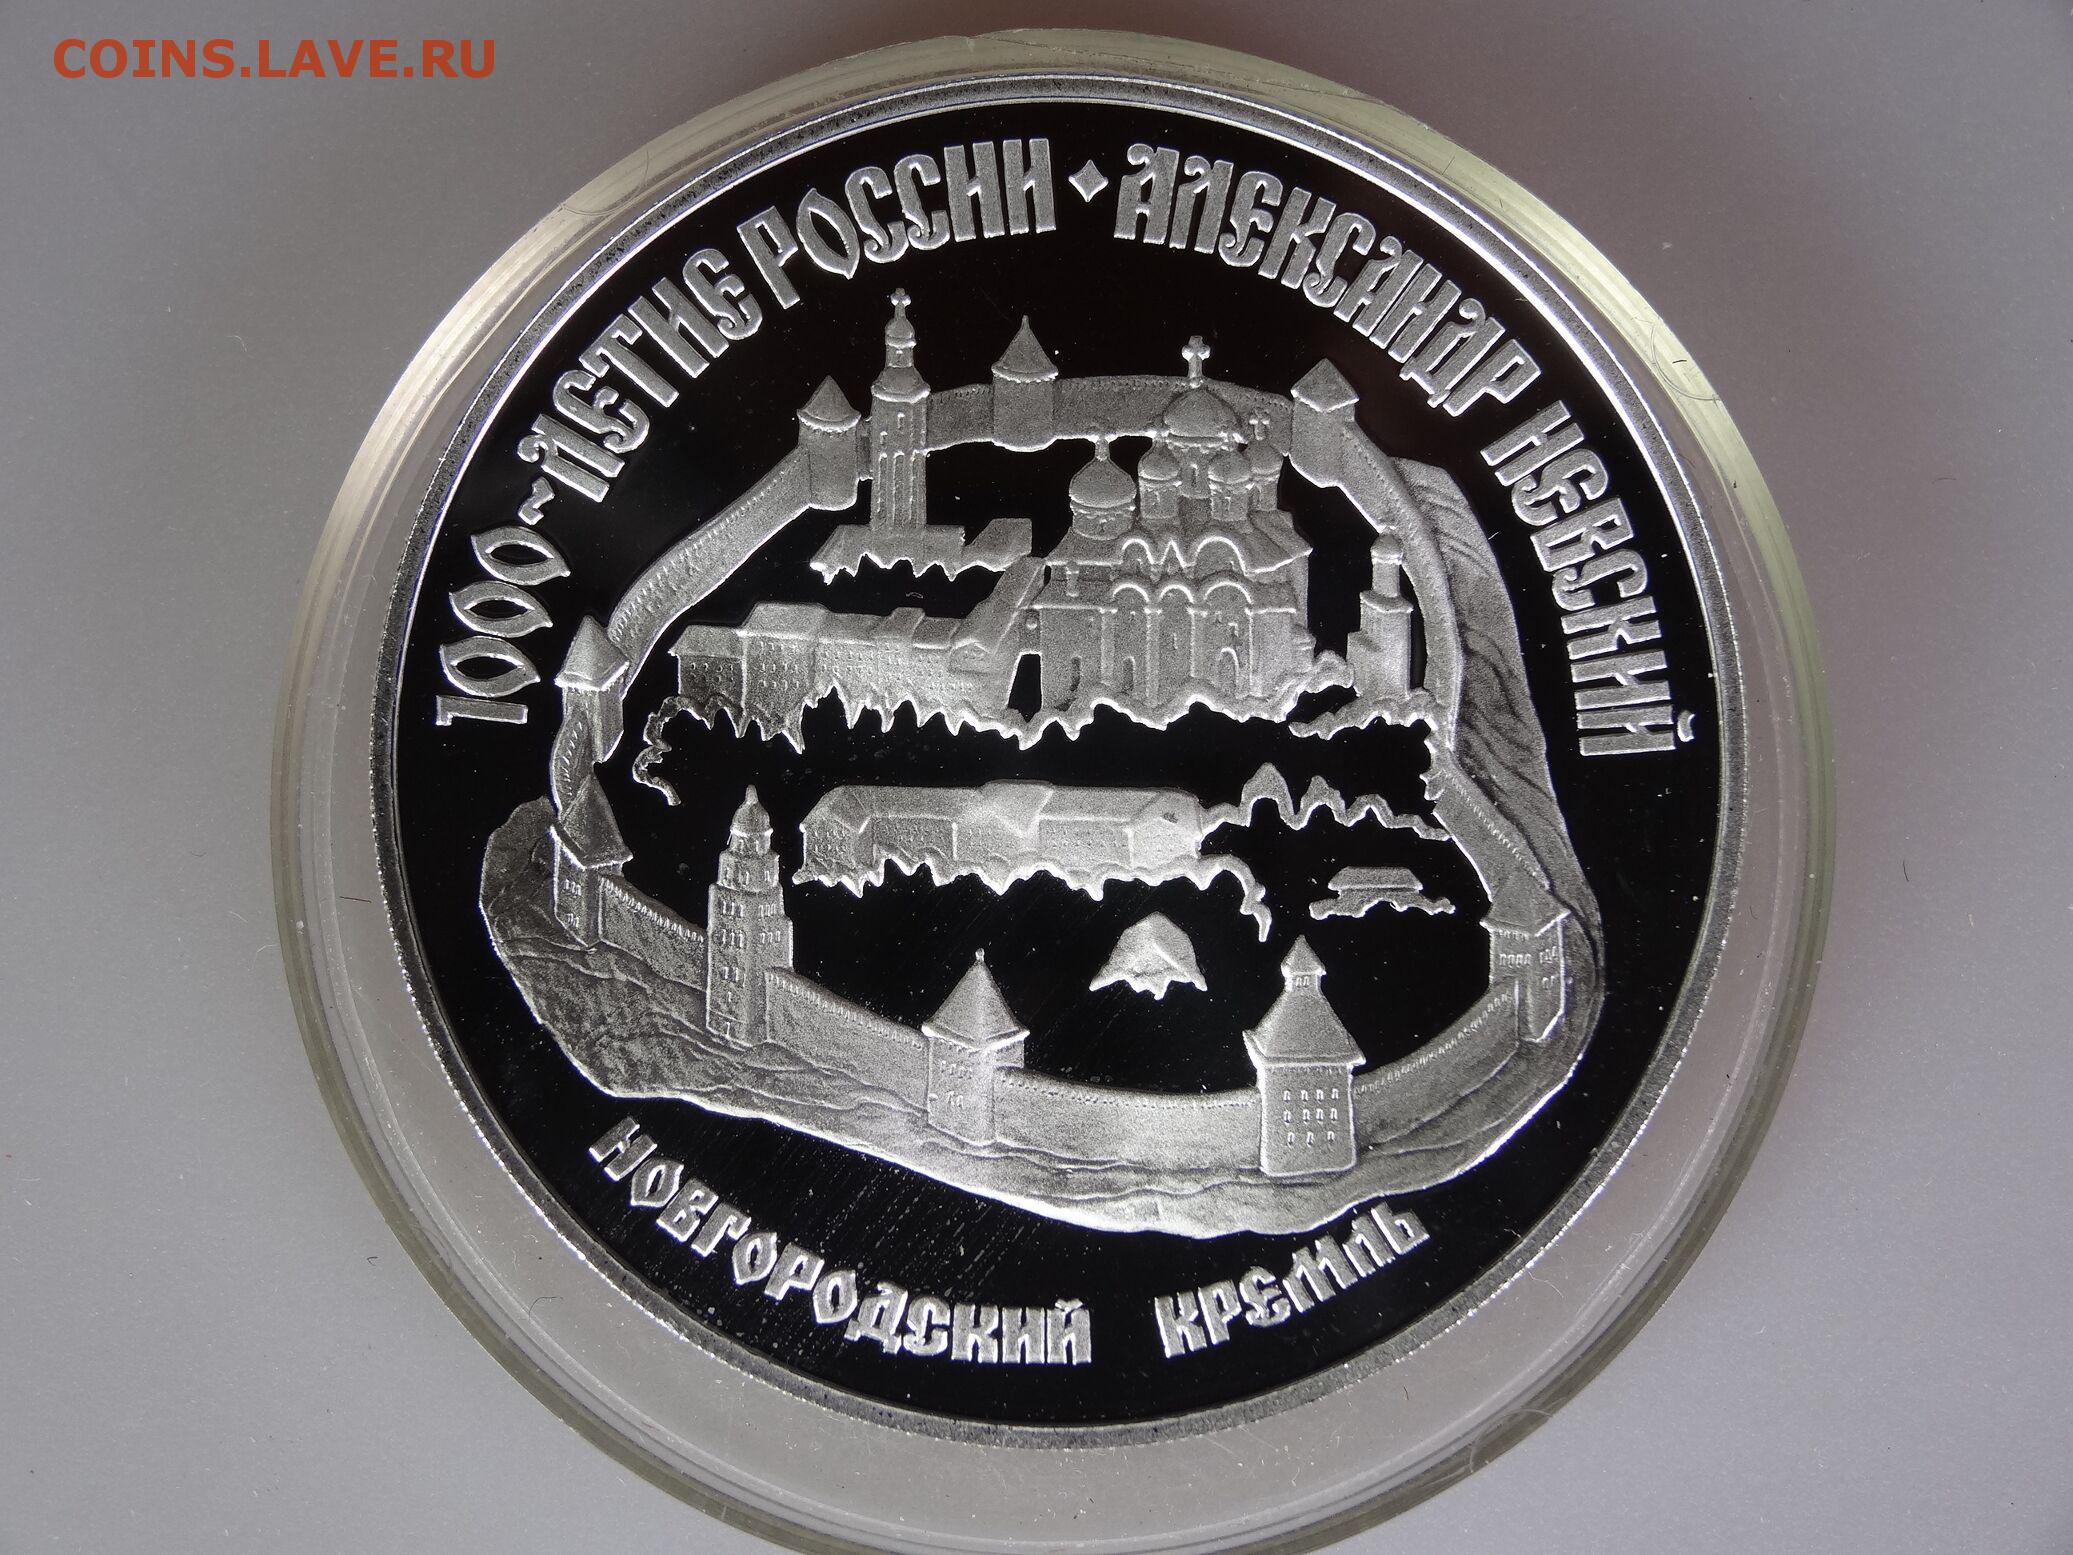 COINS.LAVE.RU
1000~ЛЕТИЕ РОССИИ · АЛЕКСАНДР НЕВСКИЙ
НОВГОРОДСКИЙ КРЕМЛЬ